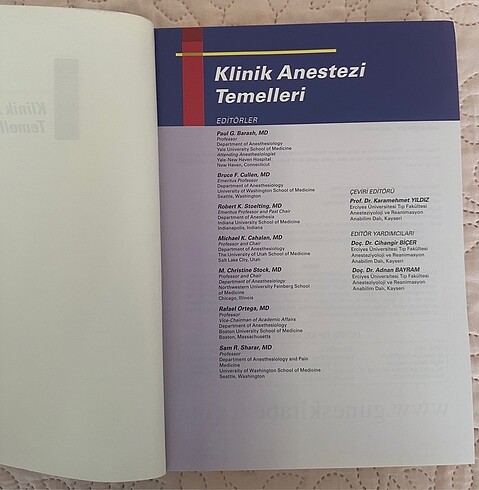 Klinik Anestezi
Temelleri
EDITÖRLER
Paul G. Barash, MD
Professor
Department of Anesthesiology
Yale University School of Medicine
Attending Anesthesiologist
Yale-New Haven Hospital
New Haven, Connecticut
Bruce F. Cullen, MD
Emeritus Professor
Department of Anesthesiology
University of Washington School of Medicine
Seattle, Washington
Robert K. Stoelting, MD
Emeritus Professor and Past Chair
Department of Anesthesia
Indiana University School of Medicine
Indianapolis, Indiana
Michael K. Cahalan, MD
Professor and Chair
Department of Anesthesiology
The University of Utah School of Medicine
Salt Lake City, Utah
M. Christine Stock, MD
Professor and Chair
Department of Anesthesiology
Northwestern University Feinberg School
of Medicine
Chicago, Illinois
Rafael Ortega, MD
Professor
Vice-Chairman of Academic Affairs
Department of Anesthesiology
Boston University School of Medicine
Boston, Massachusetts
Sam R. Sharar, MD
Professor
Department of Anesthesiology and Pain
Medicine
University of Washington School of Medicine
Seattle, Washington
ÇEVİRİ EDİTÖRÜ
Prof. Dr. Karamehmet YILDIZ
Erciyes Üniversitesi Tıp Fakültesi
Anesteziyoloji ve Reanimasyon
Anabilim Dalı, Kayseri
EDİTÖR YARDIMCILARI
Doç. Dr. Cihangir BİÇER
Erciyes Üniversitesi Tıp Fakültesi
Anesteziyoloji ve Reanimasyon
Anabilim Dalı, Kayseri
Doç. Dr. Adnan BAYRAM
Erciyes Üniversitesi Tıp Fakültesi
Anesteziyoloji ve Reanimasyon
Anabilim Dalı, Kayseri